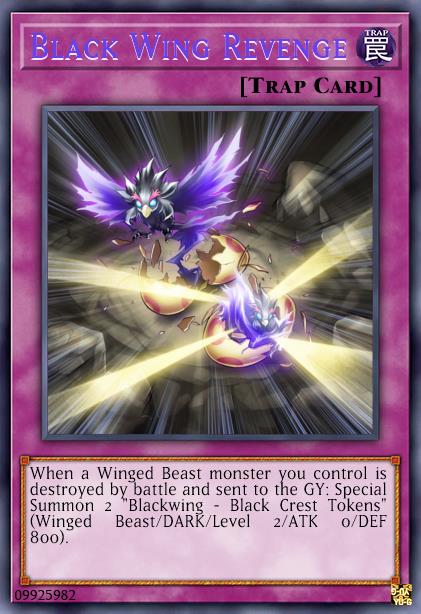 Black Wing Revenge
TRAP
罠
[Trap Card]
When a Winged Beast monster you control is
destroyed by battle and sent to the GY: Special
Summon 2 "Blackwing - Black Crest Tokens"
(Winged Beast/DARK/Level 2/ATK 0/DEF
800).
09925982